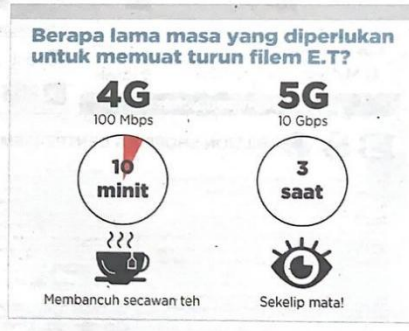 Berapa lama masa yang diperlukan
untuk memuat turun filem E.T?
4G
100 Mbps
10
minit
Membancuh secawan teh
5G
10 Gbps
3
saat
Sekelip mata!